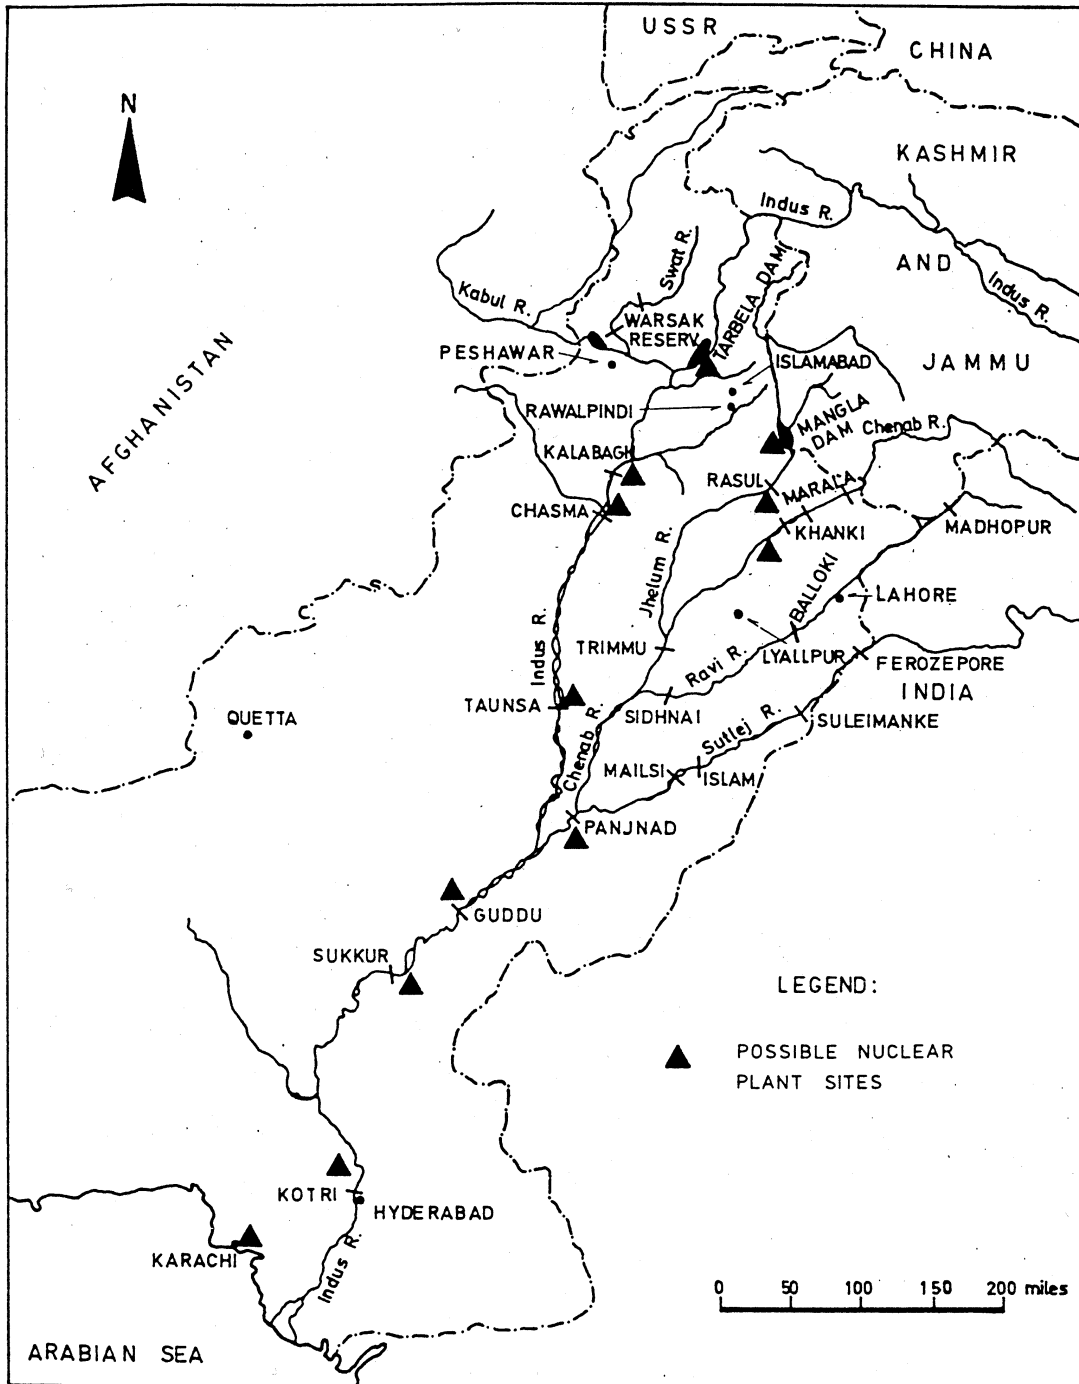 USSR
CHINA
N
KASHMIR
Indus R.
Swat R.
AND
TARBELA DAM
Indus R.
Kabul R.
WARSAK
RESERV.
AFGHANISTAN
PESHAWAR
ISLAMABAD
JAMMU
RAWALPINDI
MANGLA
DAM
Chenab R.
KALABAGH
RASUL
MARALA
CHASMA
KHANKI
MADHOPUR
Jhelum R.
BALLOKI
LAHORE
Indus R.
TRIMMU
Ravi R.
LYALLPUR
FEROZEPORE
INDIA
TAUNSA
SIDHNAI
QUETTA
Chenab R.
Sutlej R.
SULEIMANKE
MAILSI
ISLAM
PANJNAD
GUDDU
SUKKUR
LEGEND:
POSSIBLE NUCLEAR
PLANT SITES
KOTRI
HYDERABAD
KARACHI
Indus R.
0 50 100 150 200 miles
ARABIAN SEA